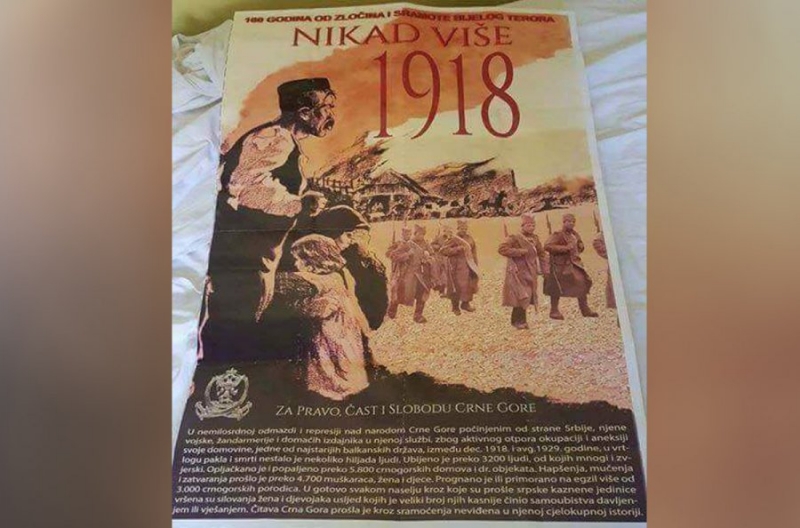 100 GODINA OD ZLOČINA I SRAMOTE BIJELOG TERORA
NIKAD VIŠE
1918
ZA PRAVO, ČAST I SLOBODU CRNE GORE
U nemilosrdnoj odmazdi i represiji nad narodom Crne Gore počinjenim od strane Srbije, njene
vojske, žandarmerije i domaćih izdajnika u njenoj službi, zbog aktivnog otpora okupaciji i aneksiji
svoje domovine, jedne od najstarijih balkanskih država, između dec. 1918. i avg.1929. godine, u vrt-
logu pakla i smrti nestalo je nekoliko hiljada ljudi. Ubijeno je preko 3200 ljudi, od kojih mnogi i zv-
jerski. Opljačkano je i popaljeno preko 5.800 crnogorskih domova i dr. objekata. Hapšenja, mučenja
i zatvaranja prošlo je preko 4.700 muškaraca, žena i djece. Prognano je ili primorano na egzil više od
3.000 crnogorskih porodica. U gotovo svakom naselju kroz koje su prošle srpske kaznene jedinice
vršena su silovanja žena i djevojaka usljed kojih je veliki broj njih kasnije činio samoubistva davljen-
jem ili vješanjem. Čitava Crna Gora prošla je kroz sramoćenja neviđena u njenoj cjelokupnoj istoriji.